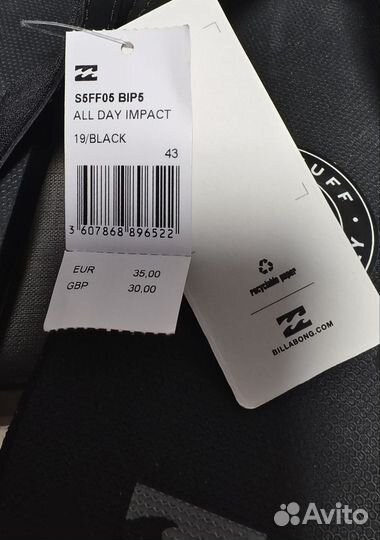 S5FF05 BIP5
ALL DAY IMPACT
19/BLACK
43
3 607868 896522
EUR 35,00
GBP 30,00
recyclable paper
BILLABONG.COM
UFF
Avito